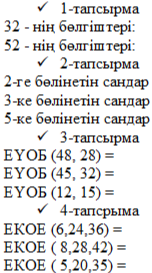 ✓ 1-тапсырма
32 - нің бөлгіштері:
52 - нің бөлгіштері:
✓ 2-тапсырма
2-ге бөлінетін сандар
3-ке бөлінетін сандар
5-ке бөлінетін сандар
✓ 3-тапсырма
ЕҮОБ (48, 28) =
ЕҮОБ (45, 32) =
ЕҮОБ (12, 15) =
✓ 4-тапсрыма
ЕКОЕ (6,24,36) =
ЕКОЕ ( 8,28,42) =
ЕКОЕ ( 5,20,35) =